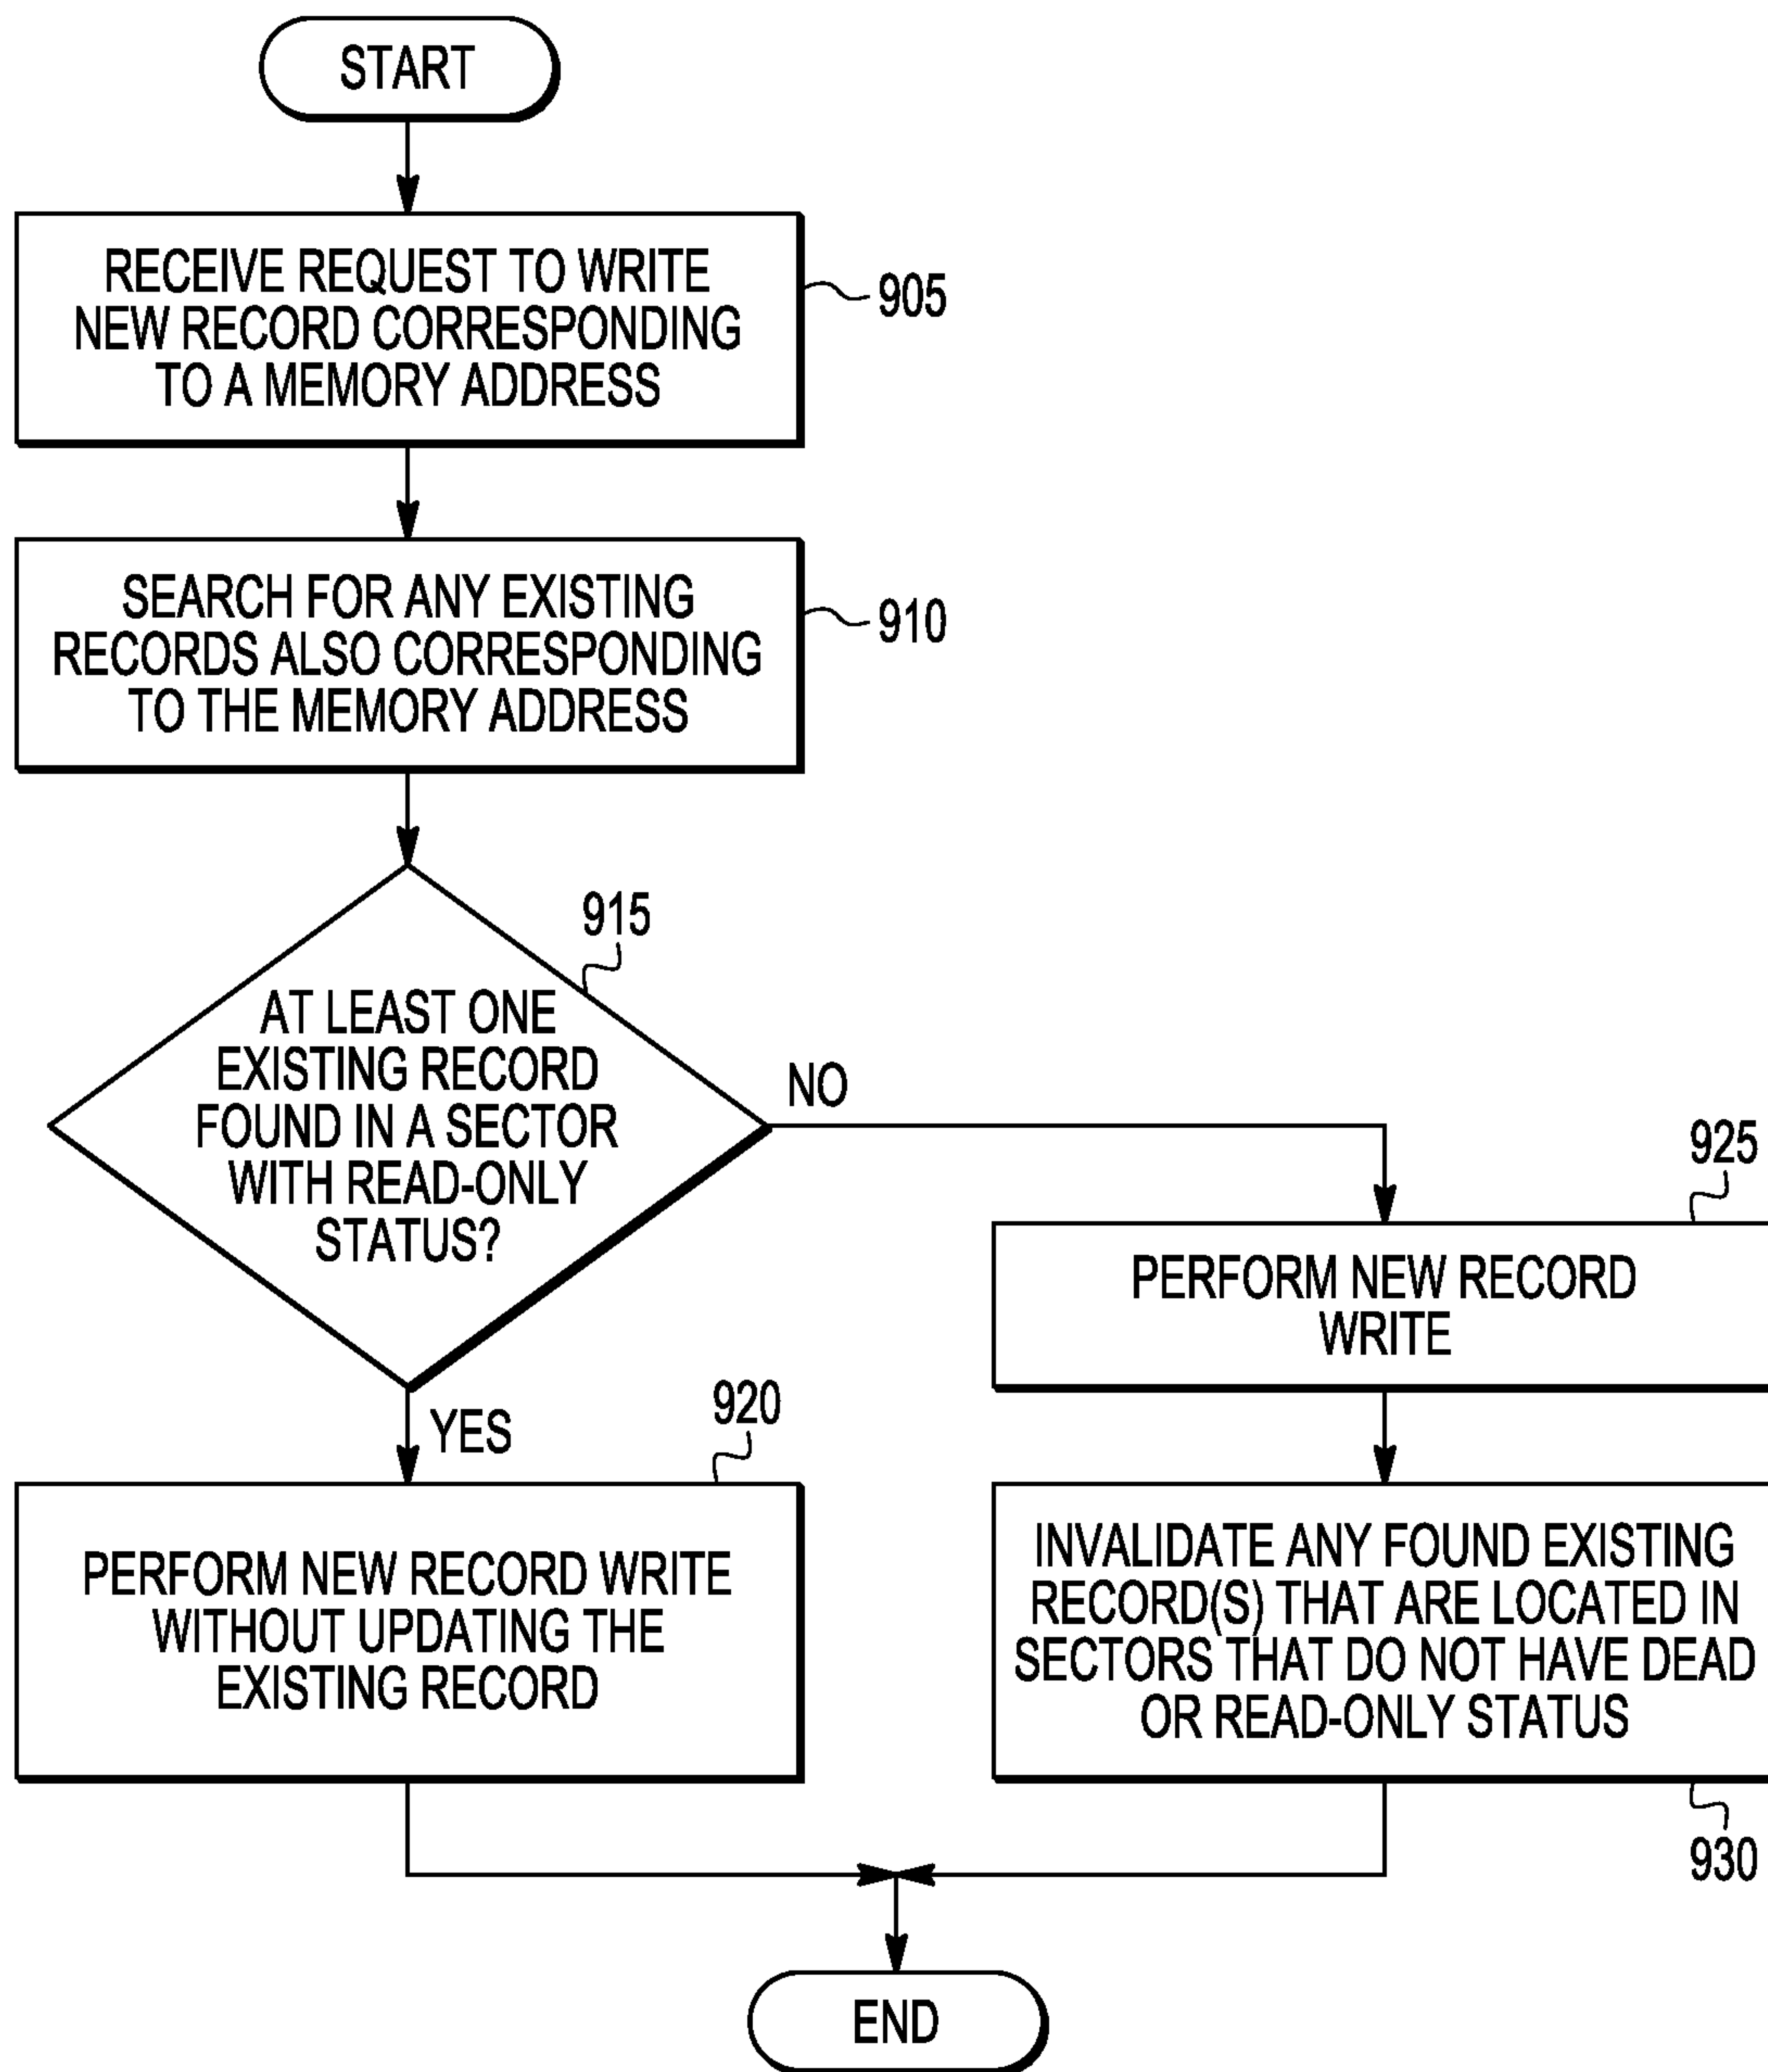 START
RECEIVE REQUEST TO WRITE
NEW RECORD CORRESPONDING
TO A MEMORY ADDRESS
905
SEARCH FOR ANY EXISTING
RECORDS ALSO CORRESPONDING
TO THE MEMORY ADDRESS
910
915
AT LEAST ONE
EXISTING RECORD
FOUND IN A SECTOR
WITH READ-ONLY
STATUS?
NO
YES
920
PERFORM NEW RECORD WRITE
WITHOUT UPDATING THE
EXISTING RECORD
925
PERFORM NEW RECORD
WRITE
INVALIDATE ANY FOUND EXISTING
RECORD(S) THAT ARE LOCATED IN
SECTORS THAT DO NOT HAVE DEAD
OR READ-ONLY STATUS
930
END